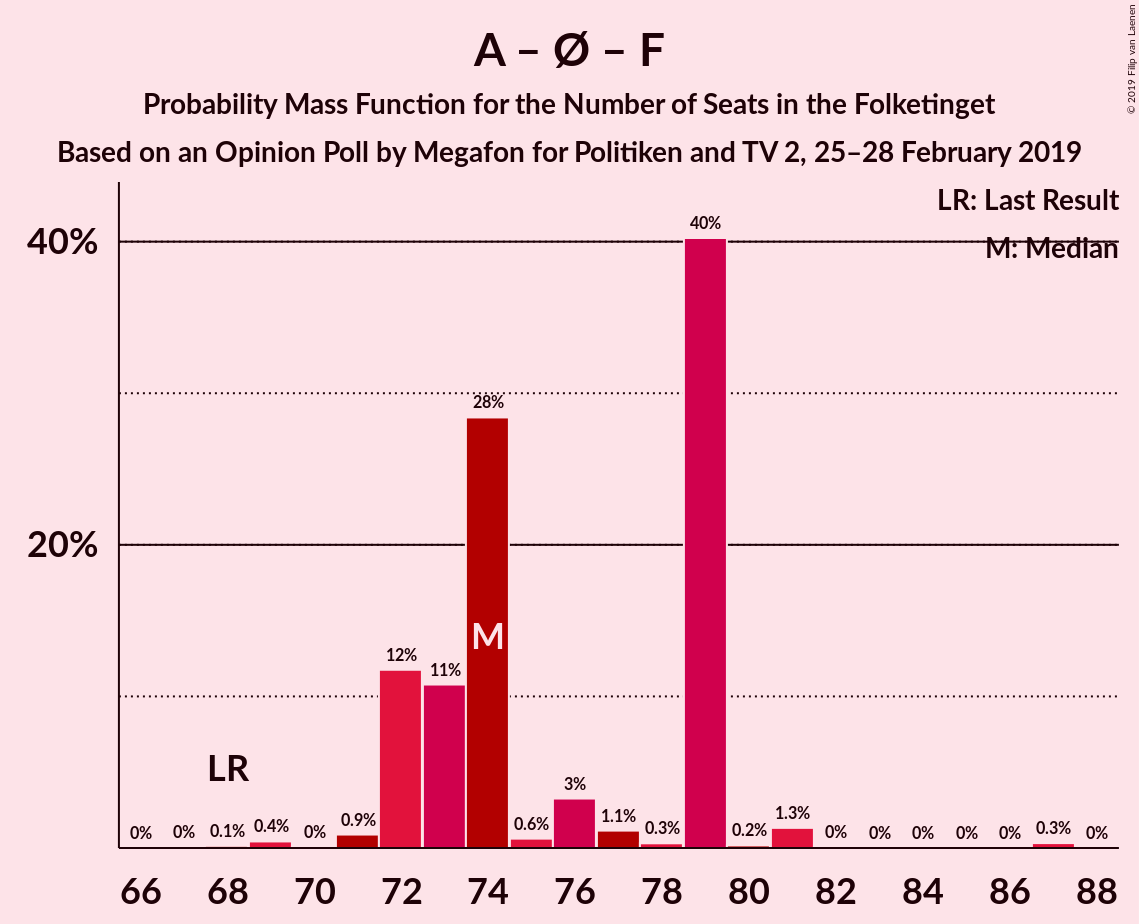 A – Ø – F
Probability Mass Function for the Number of Seats in the Folketinget
Based on an Opinion Poll by Megafon for Politiken and TV 2, 25–28 February 2019
© 2019 Filip van Laenen
LR: Last Result
M: Median
40%
20%
0% 0% 0.1% 0.4% 0% 0.9% 12% 11% 28% 0.6% 3% 1.1% 0.3% 40% 0.2% 1.3% 0% 0% 0% 0% 0% 0.3% 0%
LR
M
66 68 70 72 74 76 78 80 82 84 86 88